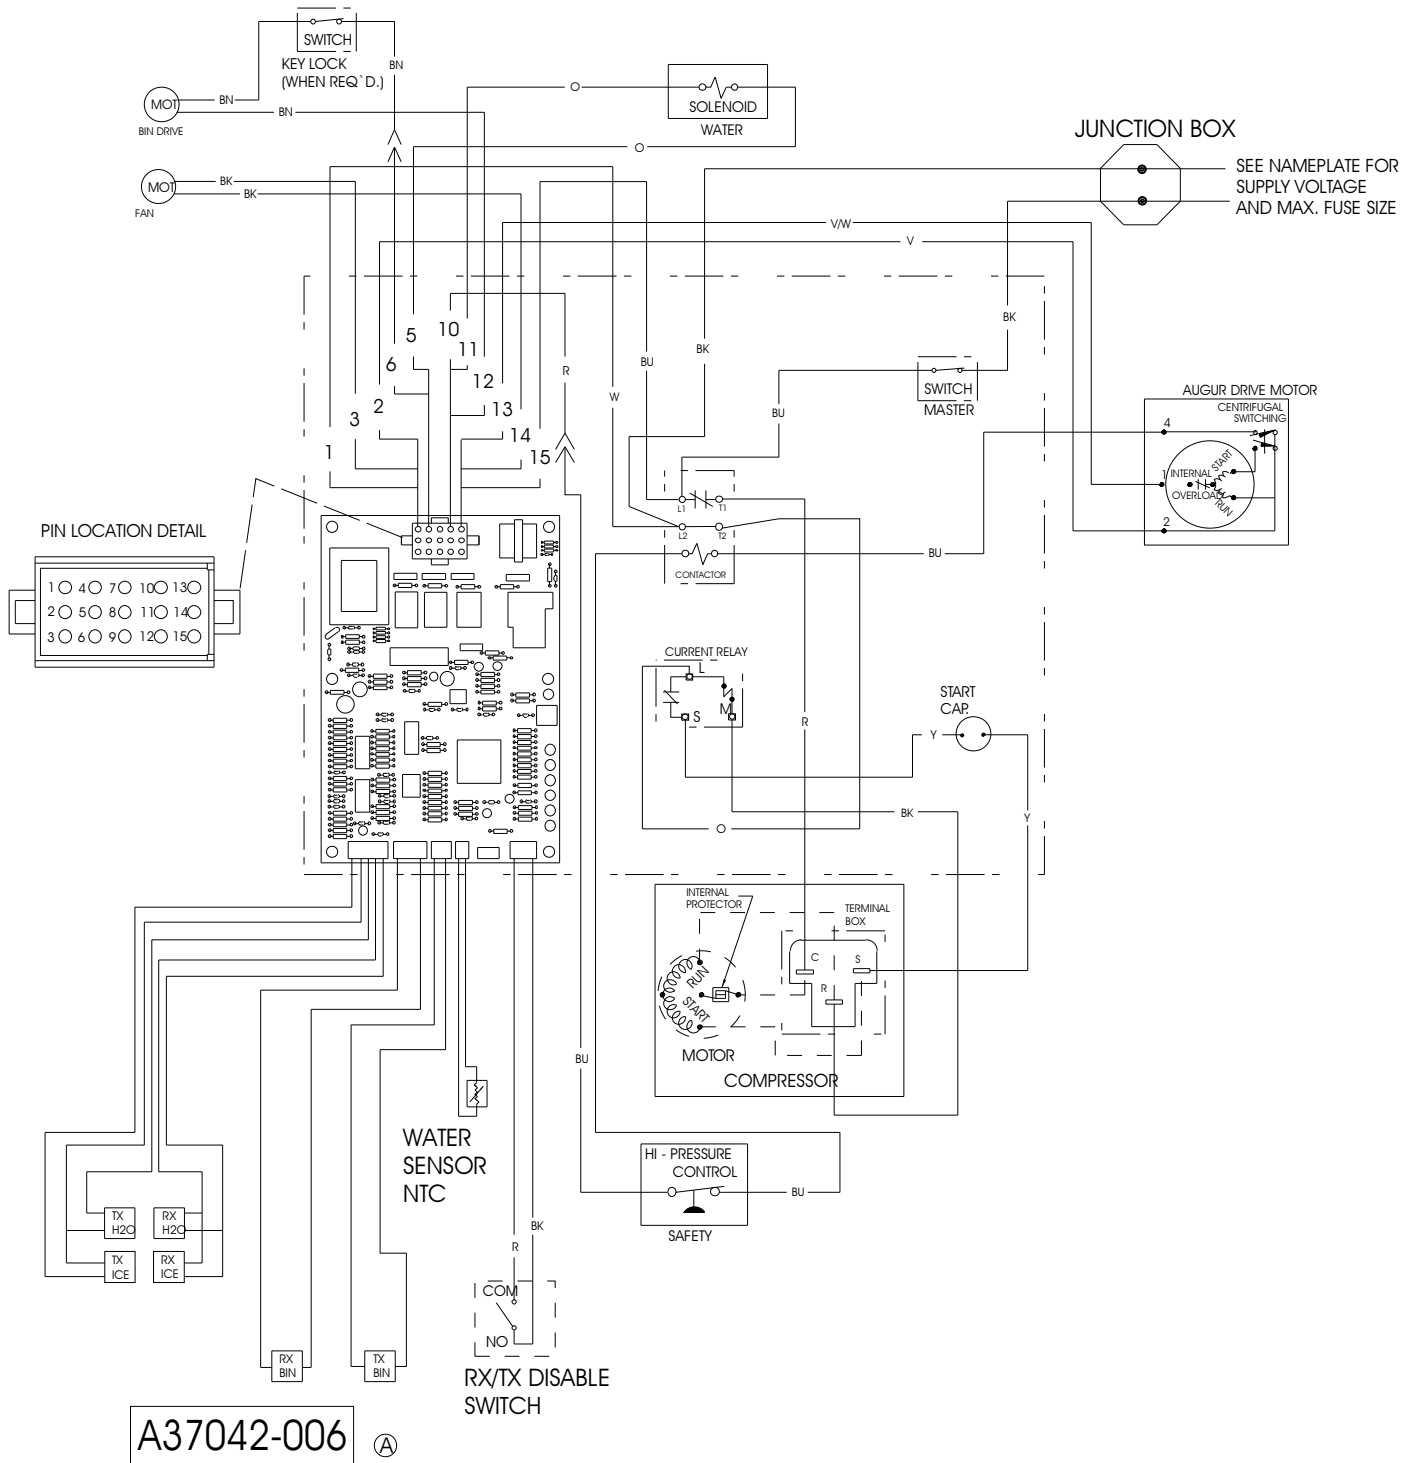 SWITCH
KEY LOCK
(WHEN REQ`D.)
BN
MOT
BN
BN
BIN DRIVE
O
SOLENOID
WATER
O
JUNCTION BOX
SEE NAMEPLATE FOR
SUPPLY VOLTAGE
AND MAX. FUSE SIZE
MOT
BK
BK
FAN
V/W
V
5
10
6
11
12
2
13
3
14
1
15
R
W
BU
BK
BK
BU
SWITCH
MASTER
AUGUR DRIVE MOTOR
CENTRIFUGAL
SWITCHING
4
1
INTERNAL
OVERLOAD
START
RUN
2
L1
T1
L2
T2
CONTACTOR
BU
PIN LOCATION DETAIL
1 4 7 10 13
2 5 8 11 14
3 6 9 12 15
CURRENT RELAY
L
S
M
R
START
CAP.
Y
BK
O
Y
INTERNAL
PROTECTOR
TERMINAL
BOX
C
S
R
RUN
START
MOTOR
COMPRESSOR
BU
WATER
SENSOR
NTC
HI - PRESSURE
CONTROL
BU
SAFETY
TX
H2O
RX
H2O
TX
ICE
RX
ICE
BK
R
COM
NO
RX
BIN
TX
BIN
RX/TX DISABLE
SWITCH
A37042-006
A